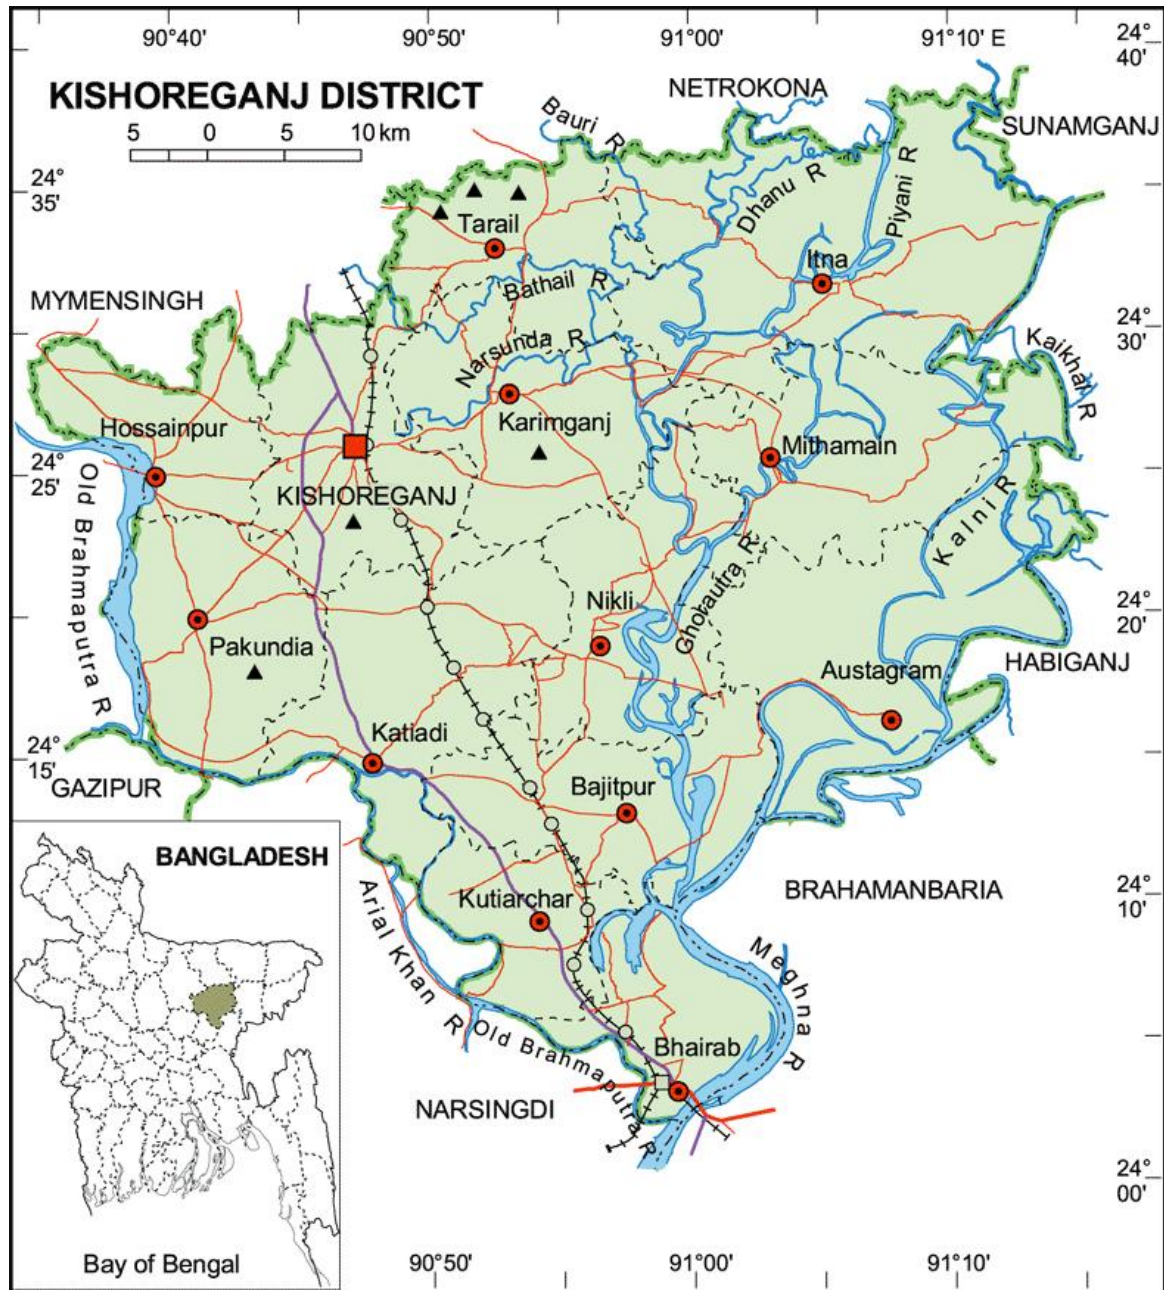 90°40'
90°50'
91°00'
91°10' E
24°
40'
KISHOREGANJ DISTRICT
5 0 5 10 km
NETROKONA
SUNAMGANJ
Bauri R
Dhanu R
Piyani R
24°
35'
Tarail
Itna
Bathail R
MYMENSINGH
24°
30'
Narsunda R
Kaikhal R
Hossainpur
Karimganj
Mithamain
24°
25'
Old Brahmaputra R
KISHOREGANJ
Kalni R
Ghorautra R
Nikli
24°
20'
Pakundia
HABIGANJ
Austagram
Katiadi
24°
15'
GAZIPUR
Bajitpur
BANGLADESH
BRAHAMANBARIA
24°
10'
Kutiarchar
Arial Khan R
Meghna R
Old Brahmaputra R
Bhairab
NARSINGDI
24°
00'
Bay of Bengal
90°50'
91°00'
91°10'